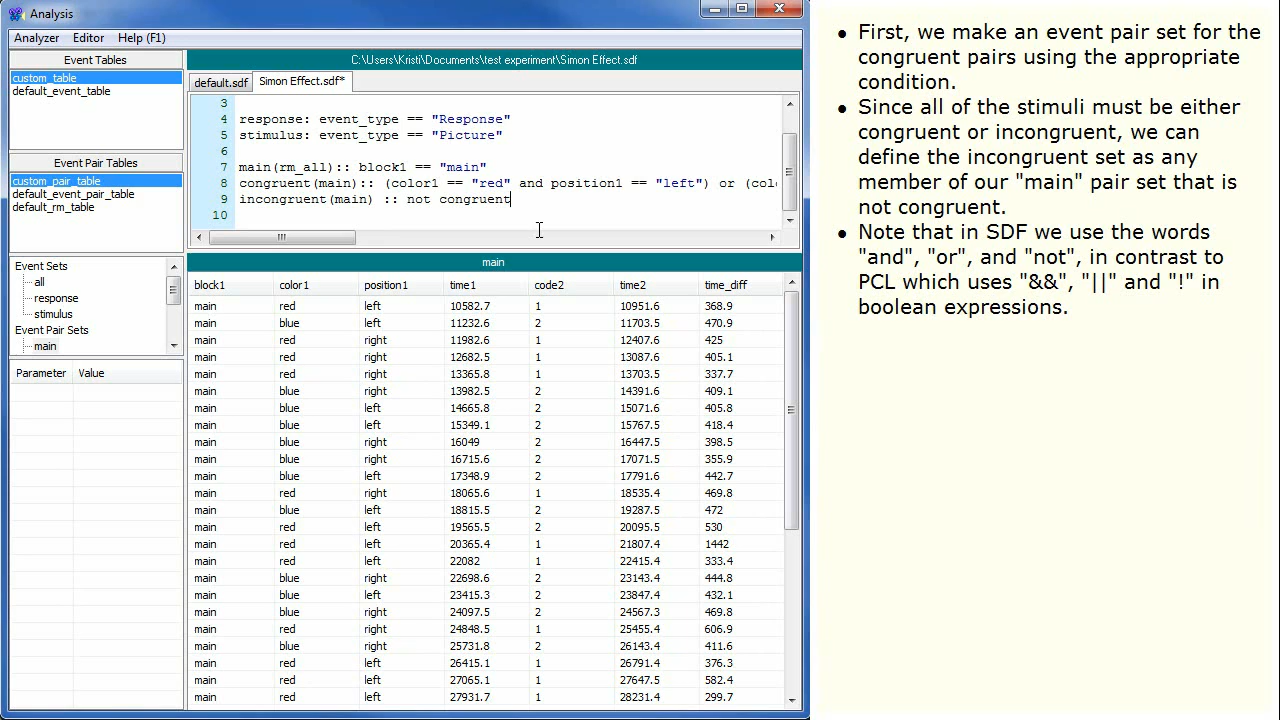 Analysis
Analyzer Editor Help (F1)
Event Tables
custom_table
default_event_table
Event Pair Tables
custom_pair_table
default_event_pair_table
default_rm_table
Event Sets
all
response
stimulus
Event Pair Sets
main
Parameter Value
C:\Users\Kristi\Documents\test experiment\Simon Effect.sdf
default.sdf Simon Effect.sdf*
3
4 response: event_type == "Response"
5 stimulus: event_type == "Picture"
6
7 main(rm_all):: block1 == "main"
8 congruent(main):: (color1 == "red" and position1 == "left") or (col
9 incongruent(main) :: not congruent
10
main
block1 color1 position1 time1 code2 time2 time_diff
main red left 10582.7 1 10951.6 368.9
main blue left 11232.6 2 11703.5 470.9
main red right 11982.6 1 12407.6 425
main red right 12682.5 1 13087.6 405.1
main red right 13365.8 1 13703.5 337.7
main blue right 13982.5 2 14391.6 409.1
main blue left 14665.8 2 15071.6 405.8
main blue left 15349.1 2 15767.5 418.4
main blue right 16049 2 16447.5 398.5
main blue right 16715.6 2 17071.5 355.9
main blue left 17348.9 2 17791.6 442.7
main red right 18065.6 1 18535.4 469.8
main blue left 18815.5 2 19287.5 472
main red left 19565.5 1 20095.5 530
main red left 20365.4 1 21807.4 1442
main red left 22082 1 22415.4 333.4
main blue right 22698.6 2 23143.4 444.8
main blue left 23415.3 2 23847.4 432.1
main blue right 24097.5 2 24567.3 469.8
main red right 24848.5 1 25455.4 606.9
main blue right 25731.8 2 26143.4 411.6
main red left 26415.1 1 26791.4 376.3
main red left 27065.1 1 27647.5 582.4
main red left 27931.7 1 28231.4 299.7
• First, we make an event pair set for the
congruent pairs using the appropriate
condition.
• Since all of the stimuli must be either
congruent or incongruent, we can
define the incongruent set as any
member of our "main" pair set that is
not congruent.
• Note that in SDF we use the words
"and", "or", and "not", in contrast to
PCL which uses "&&", "||" and "!" in
boolean expressions.